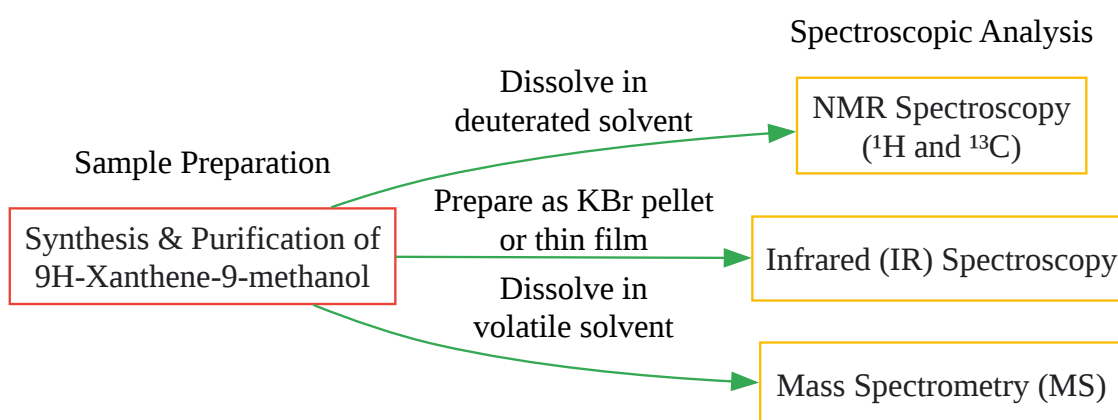 Spectroscopic Analysis
Dissolve in
deuterated solvent
NMR Spectroscopy
(¹H and ¹³C)
Sample Preparation
Prepare as KBr pellet
or thin film
Synthesis & Purification of
9H-Xanthene-9-methanol
Infrared (IR) Spectroscopy
Dissolve in
volatile solvent
Mass Spectrometry (MS)